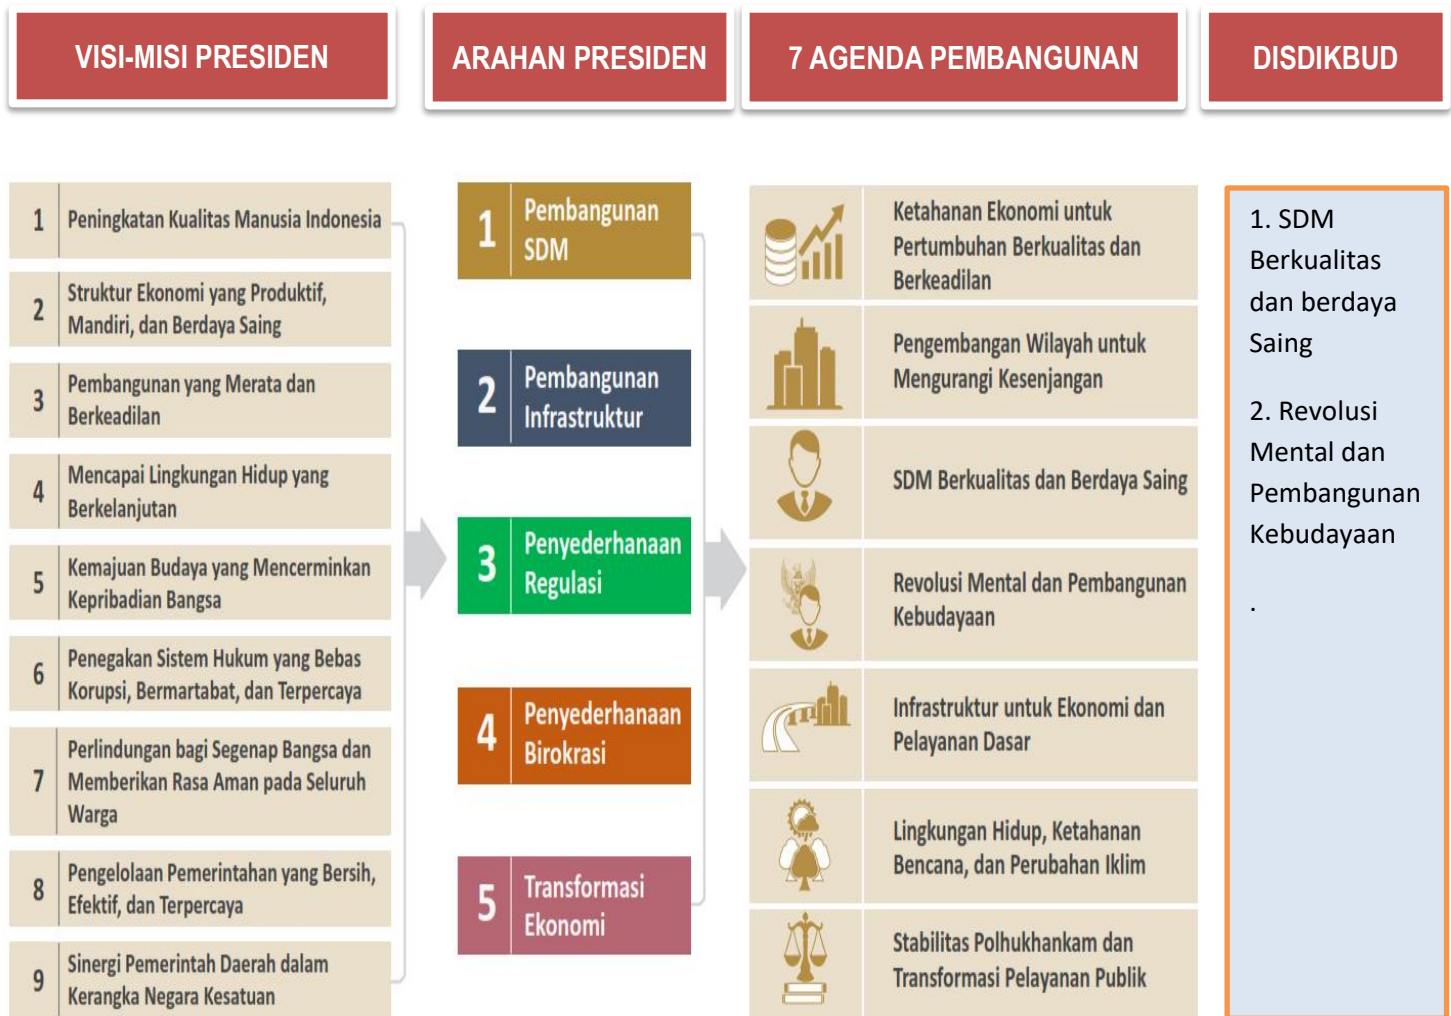 VISI-MISI PRESIDEN
ARAHAN PRESIDEN
7 AGENDA PEMBANGUNAN
DISDIKBUD
1
Peningkatan Kualitas Manusia Indonesia
2
Struktur Ekonomi yang Produktif,
Mandiri, dan Berdaya Saing
3
Pembangunan yang Merata dan
Berkeadilan
4
Mencapai Lingkungan Hidup yang
Berkelanjutan
5
Kemajuan Budaya yang Mencerminkan
Kepribadian Bangsa
6
Penegakan Sistem Hukum yang Bebas
Korupsi, Bermartabat, dan Terpercaya
7
Perlindungan bagi Segenap Bangsa dan
Memberikan Rasa Aman pada Seluruh
Warga
8
Pengelolaan Pemerintahan yang Bersih,
Efektif, dan Terpercaya
9
Sinergi Pemerintah Daerah dalam
Kerangka Negara Kesatuan
1
Pembangunan
SDM
2
Pembangunan
Infrastruktur
3
Penyederhanaan
Regulasi
4
Penyederhanaan
Birokrasi
5
Transformasi
Ekonomi
Ketahanan Ekonomi untuk
Pertumbuhan Berkualitas dan
Berkeadilan
Pengembangan Wilayah untuk
Mengurangi Kesenjangan
SDM Berkualitas dan Berdaya Saing
Revolusi Mental dan Pembangunan
Kebudayaan
Infrastruktur untuk Ekonomi dan
Pelayanan Dasar
Lingkungan Hidup, Ketahanan
Bencana, dan Perubahan Iklim
Stabilitas Polhukhankam dan
Transformasi Pelayanan Publik
1. SDM
Berkualitas
dan berdaya
Saing
2. Revolusi
Mental dan
Pembangunan
Kebudayaan
.